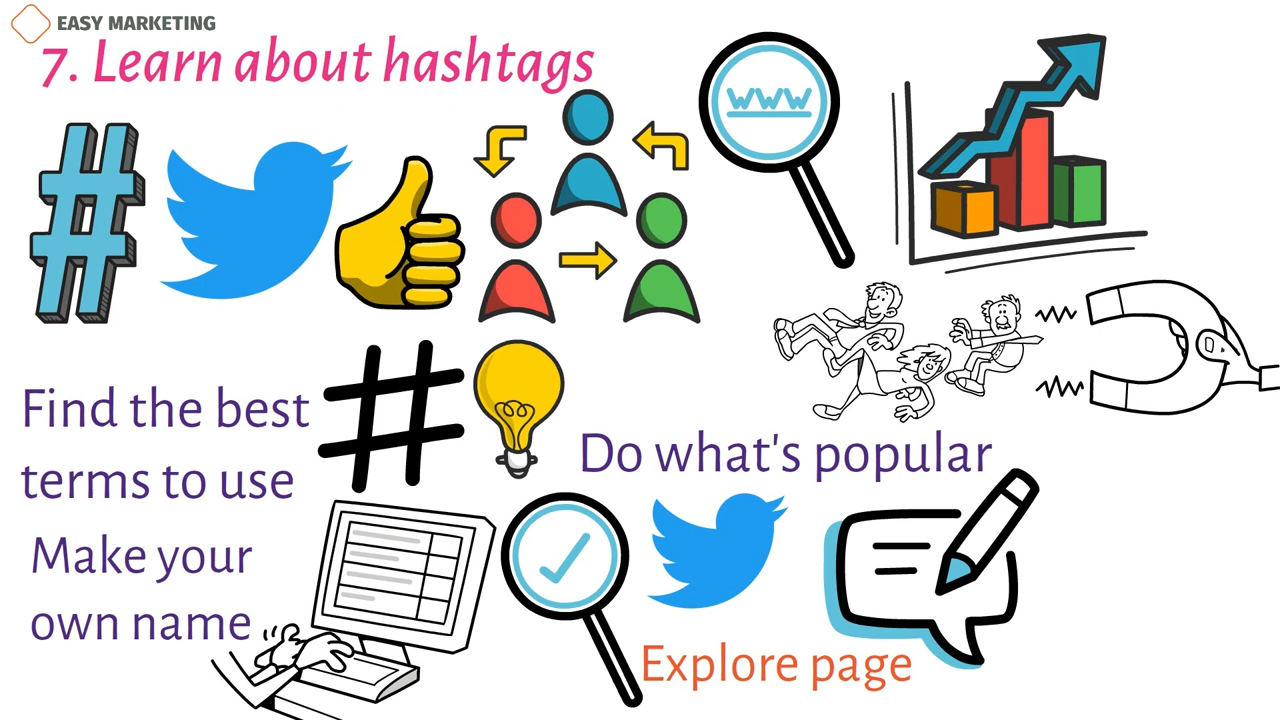 EASY MARKETING
7. Learn about hashtags
www
Find the best
terms to use
Do what's popular
Make your
own name
Explore page